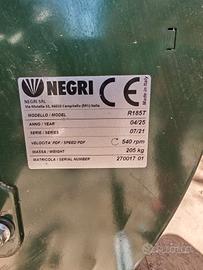 NEGRI CE
Made in Italy
NEGRI SRL
MODELLO / MODEL R185T
ANNO / YEAR 04/25
SERIE / SERIES 07/21
VELOCITA' PDF / SPEED PDF 540 rpm
MASSA / WEIGHT 205 kg
MATRICOLA / SERIAL NUMBER 270017 01
subito